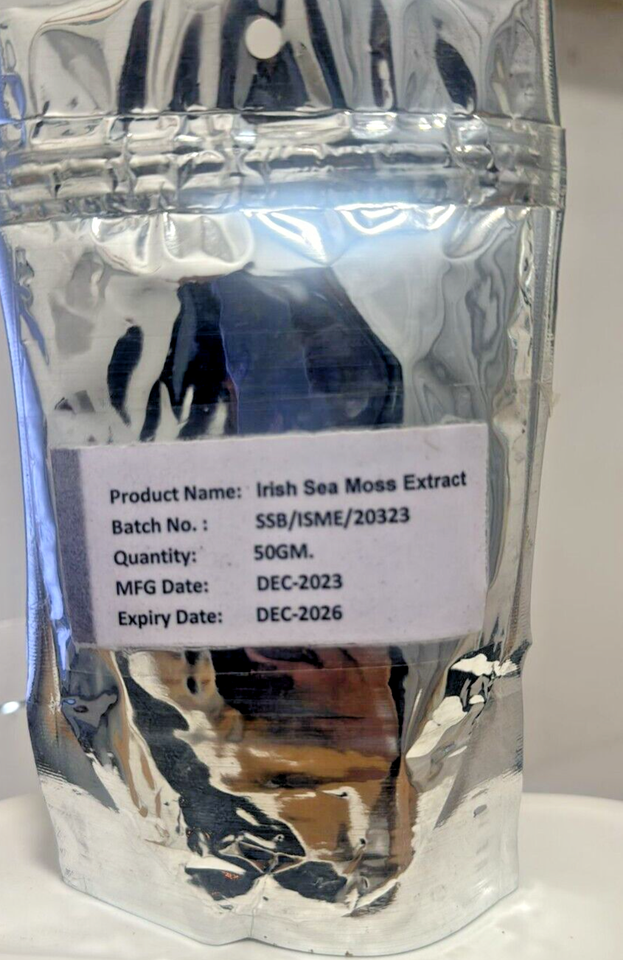 Product Name: Irish Sea Moss Extract
Batch No. : SSB/ISME/20323
Quantity: 50GM.
MFG Date: DEC-2023
Expiry Date: DEC-2026